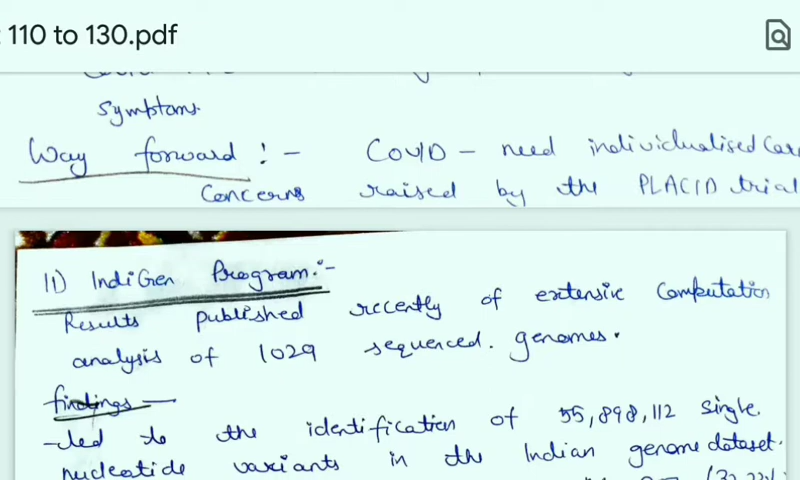 110 to 130.pdf
Symptoms.
Way forward :- COVID - need individualised Care
Concerns raised by the PLACID trial
11) IndiGen Program :-
Results published recently of extensive Computation
analysis of 1029 sequenced. genomes.
findings -
- led to the identification of 55,898,112 single
nucleotide variants in the Indian genome dataset.